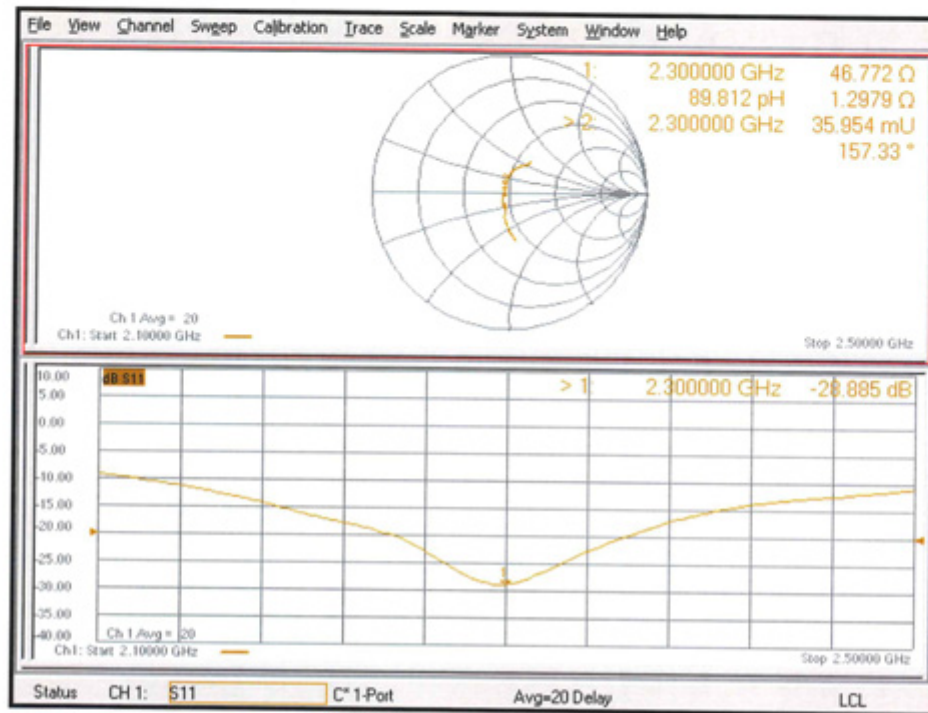 File View Channel Sweep Calibration Trace Scale Marker System Window Help
1: 2.300000 GHz 46.772 Ω
89.812 pH 1.2979 Ω
> 2: 2.300000 GHz 35.954 mU
157.33 °
Ch 1 Avg = 20
Ch1: Start 2.10000 GHz
Stop 2.50000 GHz
10.00
dB S11
> 1: 2.300000 GHz -28.885 dB
5.00
0.00
-5.00
-10.00
-15.00
-20.00
-25.00
1
-30.00
-35.00
-40.00
Ch 1 Avg = 20
Ch1: Start 2.10000 GHz
Stop 2.50000 GHz
Status CH 1: S11 C* 1-Port Avg=20 Delay LCL